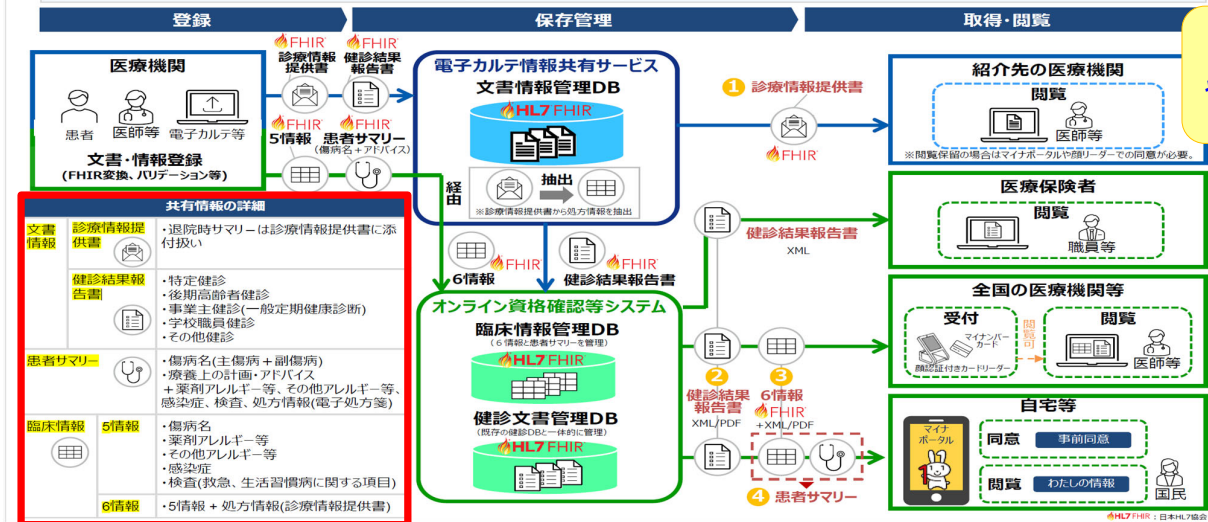 登録
保存管理
取得・閲覧
医療機関
患者
医師等
電子カルテ等
文書・情報登録
(FHIR変換、バリデーション等)
FHIR
診療情報
提供書
FHIR
健診結果
報告書
FHIR
5情報
FHIR
患者サマリー
(傷病名+アドバイス)
電子カルテ情報共有サービス
文書情報管理DB
HL7 FHIR
抽出
※診療情報提供書から処方情報を抽出
経由
FHIR
6情報
FHIR
健診結果報告書
オンライン資格確認等システム
臨床情報管理DB
(6情報と患者サマリーを管理)
HL7 FHIR
健診文書管理DB
(既存の健診DBと一体的に管理)
HL7 FHIR
1 診療情報提供書
FHIR
健診結果報告書
XML
2
健診結果
報告書
XML/PDF
3
6情報
FHIR
+XML/PDF
4 患者サマリー
紹介先の医療機関
閲覧
医師等
※閲覧保留の場合はマイナポータルや顔リーダーでの同意が必要。
医療保険者
閲覧
職員等
全国の医療機関等
受付
マイナンバー
カード
顔認証付きカードリーダー
閲覧可
閲覧
医師等
自宅等
マイナ
ポータル
同意
事前同意
閲覧
わたしの情報
国民
HL7 FHIR:日本HL7協会
共有情報の詳細
文書
情報
診療情報提
供書
・退院時サマリーは診療情報提供書に添
付扱い
健診結果報
告書
・特定健診
・後期高齢者健診
・事業主健診(一般定期健康診断)
・学校職員健診
・その他健診
患者サマリー
・傷病名(主傷病+副傷病)
・療養上の計画・アドバイス
+薬剤アレルギー等、その他アレルギー等、
感染症、検査、処方情報(電子処方箋)
臨床情報
5情報
・傷病名
・薬剤アレルギー等
・その他アレルギー等
・感染症
・検査(救急、生活習慣病に関する項目)
6情報
・5情報 + 処方情報(診療情報提供書)